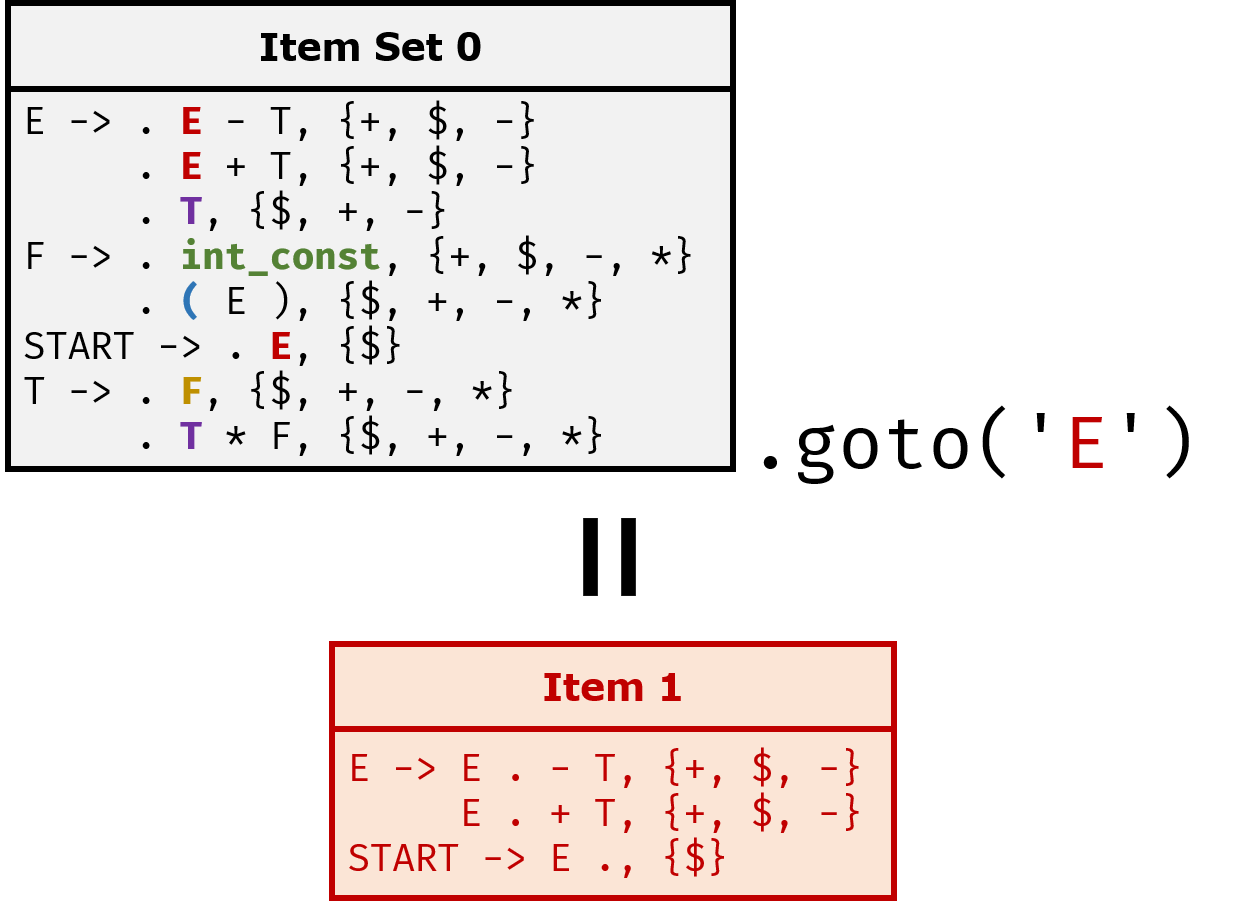 Item Set 0
E -> . E - T, {+, $, -}
. E + T, {+, $, -}
. T, {$, +, -}
F -> . int_const, {+, $, -, *}
. ( E ), {$, +, -, *}
START -> . E, {$}
T -> . F, {$, +, -, *}
. T * F, {$, +, -, *}
.goto('E')
=
Item 1
E -> E . - T, {+, $, -}
E . + T, {+, $, -}
START -> E ., {$}